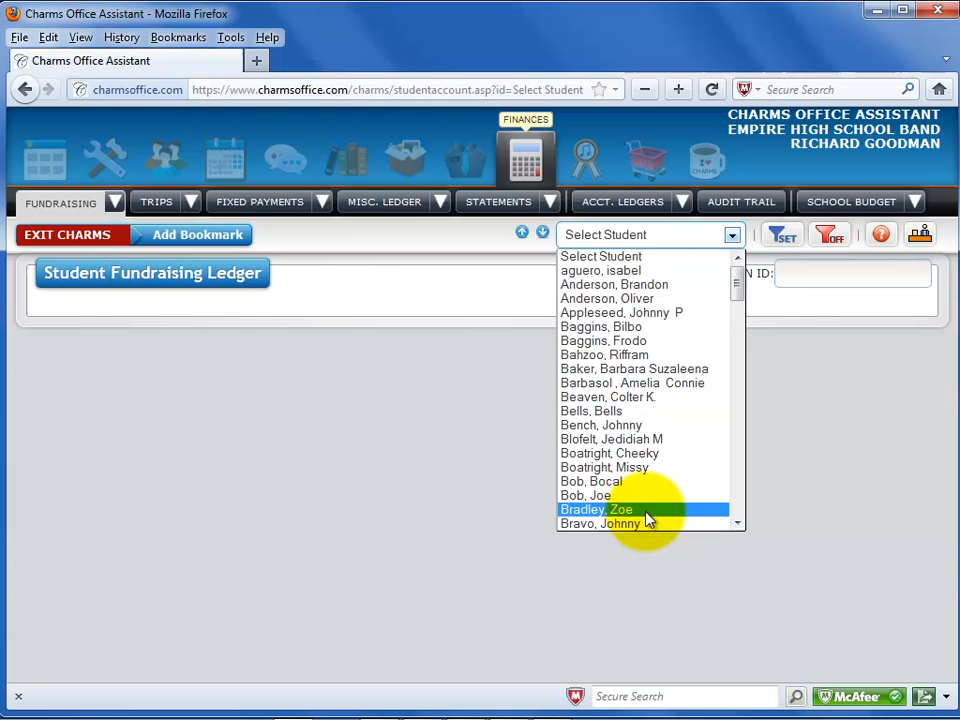 Charms Office Assistant - Mozilla Firefox
File Edit View History Bookmarks Tools Help
Charms Office Assistant
charmsoffice.com https://www.charmsoffice.com/charms/studentaccount.asp?id=Select Student
Secure Search
CHARMS OFFICE ASSISTANT
EMPIRE HIGH SCHOOL BAND
RICHARD GOODMAN
FINANCES
I ♥ CHARMS
FUNDRAISING TRIPS FIXED PAYMENTS MISC. LEDGER STATEMENTS ACCT. LEDGERS AUDIT TRAIL SCHOOL BUDGET
EXIT CHARMS Add Bookmark Select Student SET OFF ?
Student Fundraising Ledger
N ID:
Select Student
aguero, isabel
Anderson, Brandon
Anderson, Oliver
Appleseed, Johnny P
Baggins, Bilbo
Baggins, Frodo
Bahzoo, Riffram
Baker, Barbara Suzaleena
Barbasol , Amelia Connie
Beaven, Colter K.
Bells, Bells
Bench, Johnny
Blofelt, Jedidiah M
Boatright, Cheeky
Boatright, Missy
Bob, Bocal
Bob, Joe
Bradley, Zoe
Bravo, Johnny
Secure Search McAfee